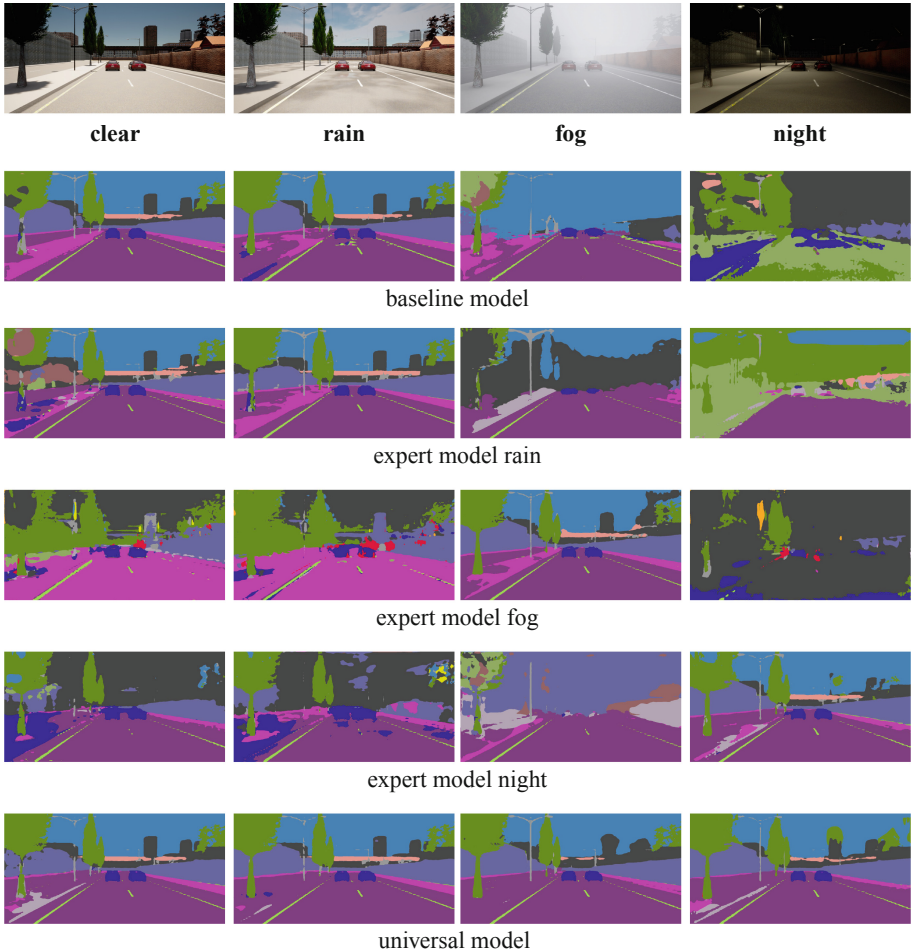 clear rain fog night
baseline model
expert model rain
expert model fog
expert model night
universal model